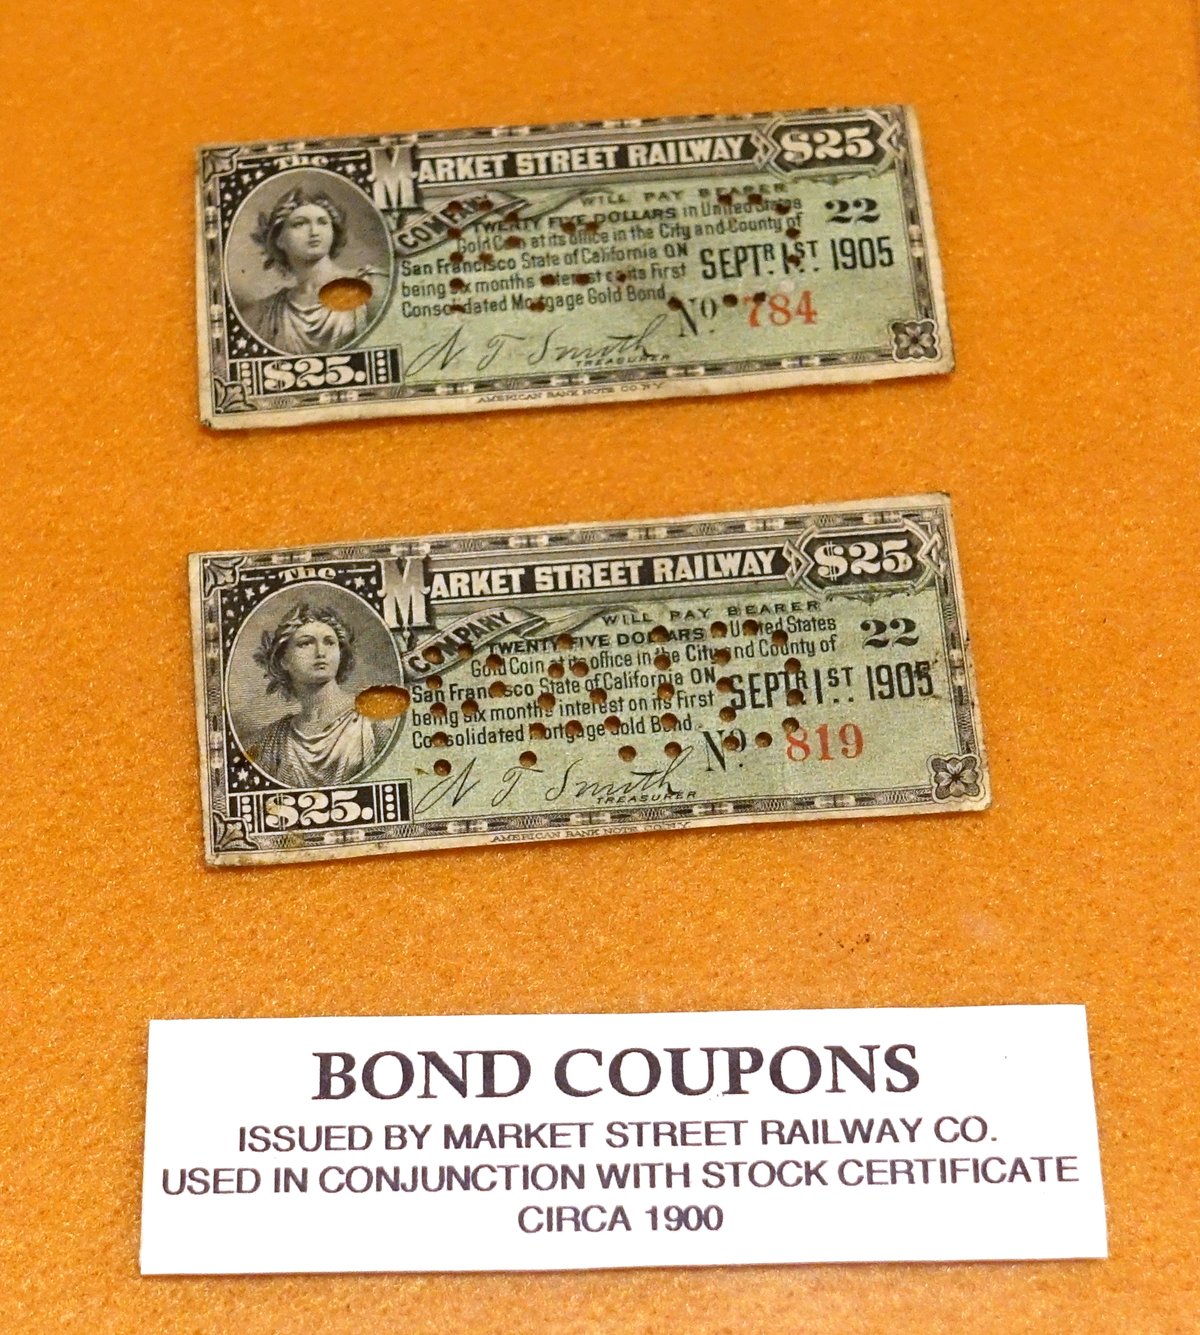 The MARKET STREET RAILWAY $25
COMPANY WILL PAY BEARER
TWENTY FIVE DOLLARS in United States 22
Gold Coin at its office in the City and County of
San Francisco State of California ON SEPTR. 1ST.. 1905
being six months interest on its First
Consolidated Mortgage Gold Bond No 784
N T Smith
TREASURER
$25.
AMERICAN BANK NOTE CO. N.Y.
The MARKET STREET RAILWAY $25
COMPANY WILL PAY BEARER
TWENTY FIVE DOLLARS in United States 22
Gold Coin at its office in the City and County of
San Francisco State of California ON SEPTR 1ST.. 1905
being six months interest on its First
Consolidated Mortgage Gold Bond. No. 819
N T Smith
TREASURER
$25.
AMERICAN BANK NOTE CO. N.Y.
BOND COUPONS
ISSUED BY MARKET STREET RAILWAY CO.
USED IN CONJUNCTION WITH STOCK CERTIFICATE
CIRCA 1900